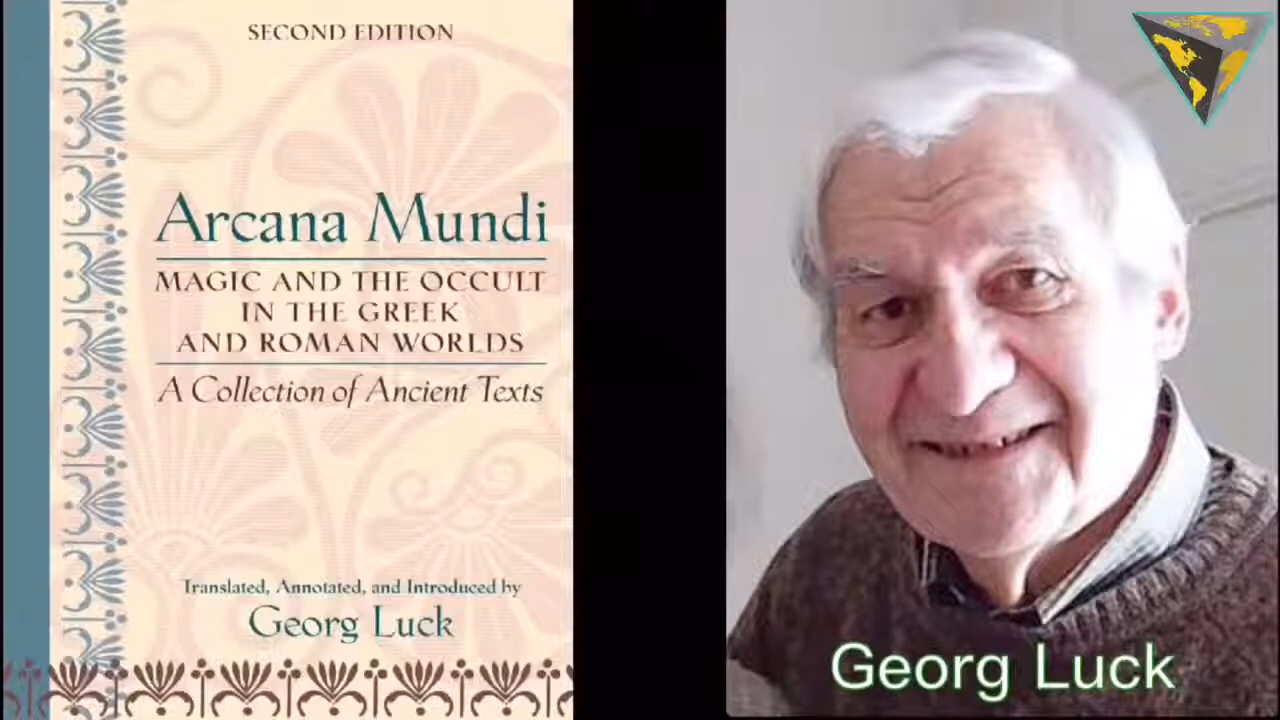 SECOND EDITION
Arcana Mundi
MAGIC AND THE OCCULT
IN THE GREEK
AND ROMAN WORLDS
A Collection of Ancient Texts
Translated, Annotated, and Introduced by
Georg Luck
Georg Luck